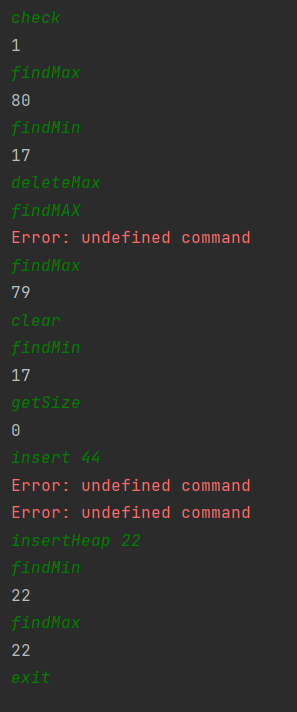 check
1
findMax
80
findMin
17
deleteMax
findMAX
Error: undefined command
findMax
79
clear
findMin
17
getSize
0
insert 44
Error: undefined command
Error: undefined command
insertHeap 22
findMin
22
findMax
22
exit